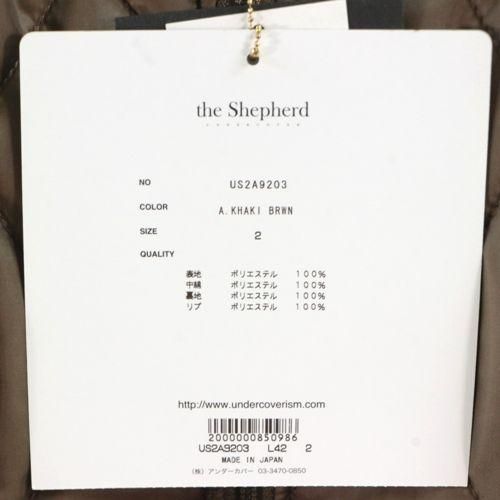 the Shepherd
UNDERCOVER
NO US2A9203
COLOR A.KHAKI BRWN
SIZE 2
QUALITY
表地 ポリエステル 100%
中綿 ポリエステル 100%
裏地 ポリエステル 100%
リブ ポリエステル 100%
http://www.undercoverism.com/
2000000850986
US2A9203 L42 2
MADE IN JAPAN
(株) アンダーカバー 03-3470-0850